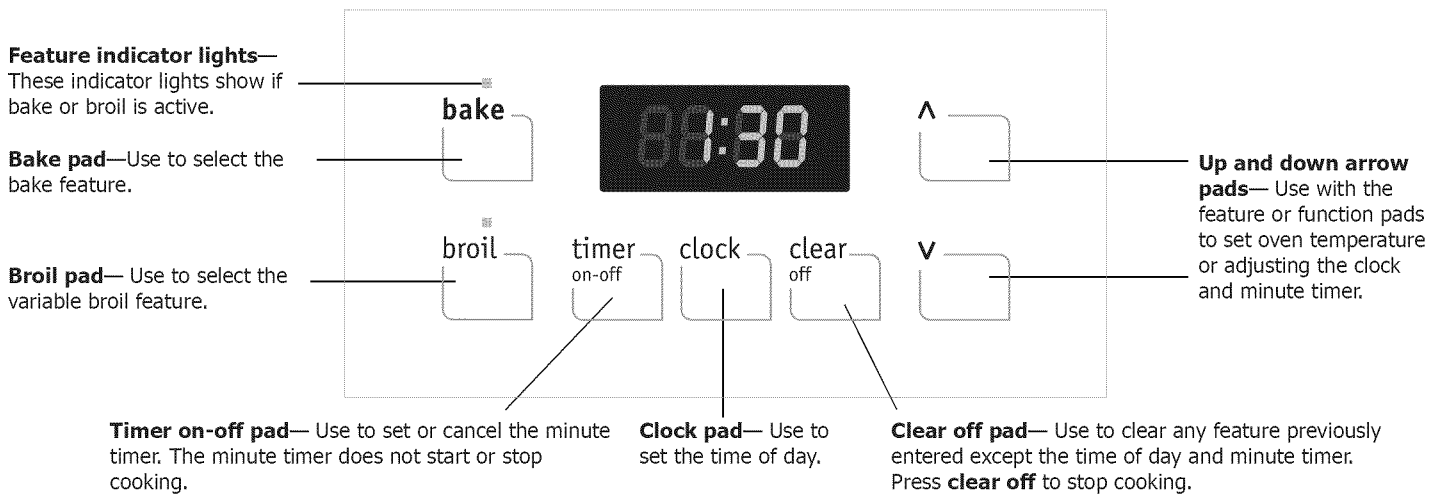 Feature indicator lights—
These indicator lights show if
bake or broil is active.
Bake pad—Use to select the
bake feature.
Broil pad— Use to select the
variable broil feature.
bake
1:30
^
broil
timer
on-off
clock
clear
off
v
Up and down arrow
pads— Use with the
feature or function pads
to set oven temperature
or adjusting the clock
and minute timer.
Timer on-off pad— Use to set or cancel the minute
timer. The minute timer does not start or stop
cooking.
Clock pad— Use to
set the time of day.
Clear off pad— Use to clear any feature previously
entered except the time of day and minute timer.
Press clear off to stop cooking.